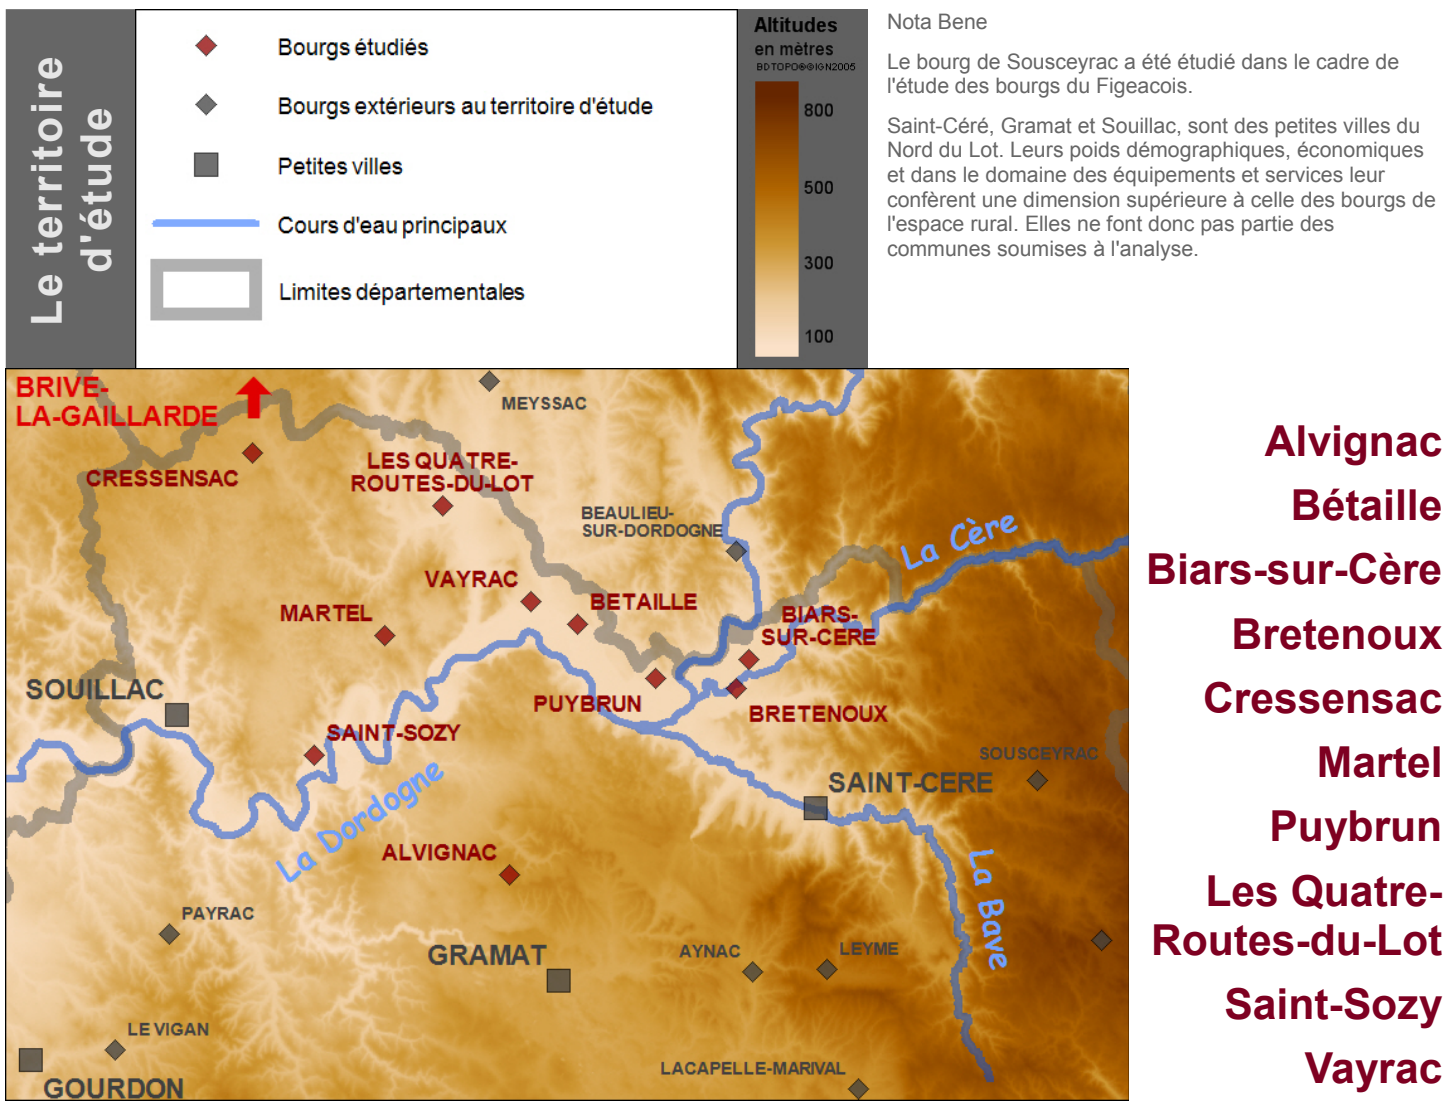 Le territoire
d'étude
Bourgs étudiés
Bourgs extérieurs au territoire d'étude
Petites villes
Cours d'eau principaux
Limites départementales
Altitudes
en mètres
BDTOPO®©IGN2005
800
500
300
100
Nota Bene
Le bourg de Sousceyrac a été étudié dans le cadre de
l'étude des bourgs du Figeacois.
Saint-Céré, Gramat et Souillac, sont des petites villes du
Nord du Lot. Leurs poids démographiques, économiques
et dans le domaine des équipements et services leur
confèrent une dimension supérieure à celle des bourgs de
l'espace rural. Elles ne font donc pas partie des
communes soumises à l'analyse.
BRIVE-
LA-GAILLARDE
MEYSSAC
CRESSENSAC
LES QUATRE-
ROUTES-DU-LOT
BEAULIEU-
SUR-DORDOGNE
La Cère
VAYRAC
BETAILLE
MARTEL
BIARS-
SUR-CERE
SOUILLAC
PUYBRUN
BRETENOUX
SAINT-SOZY
SOUSCEYRAC
SAINT-CERE
La Dordogne
ALVIGNAC
La Bave
PAYRAC
GRAMAT
AYNAC
LEYME
LE VIGAN
LACAPELLE-MARIVAL
GOURDON
Alvignac
Bétaille
Biars-sur-Cère
Bretenoux
Cressensac
Martel
Puybrun
Les Quatre-
Routes-du-Lot
Saint-Sozy
Vayrac